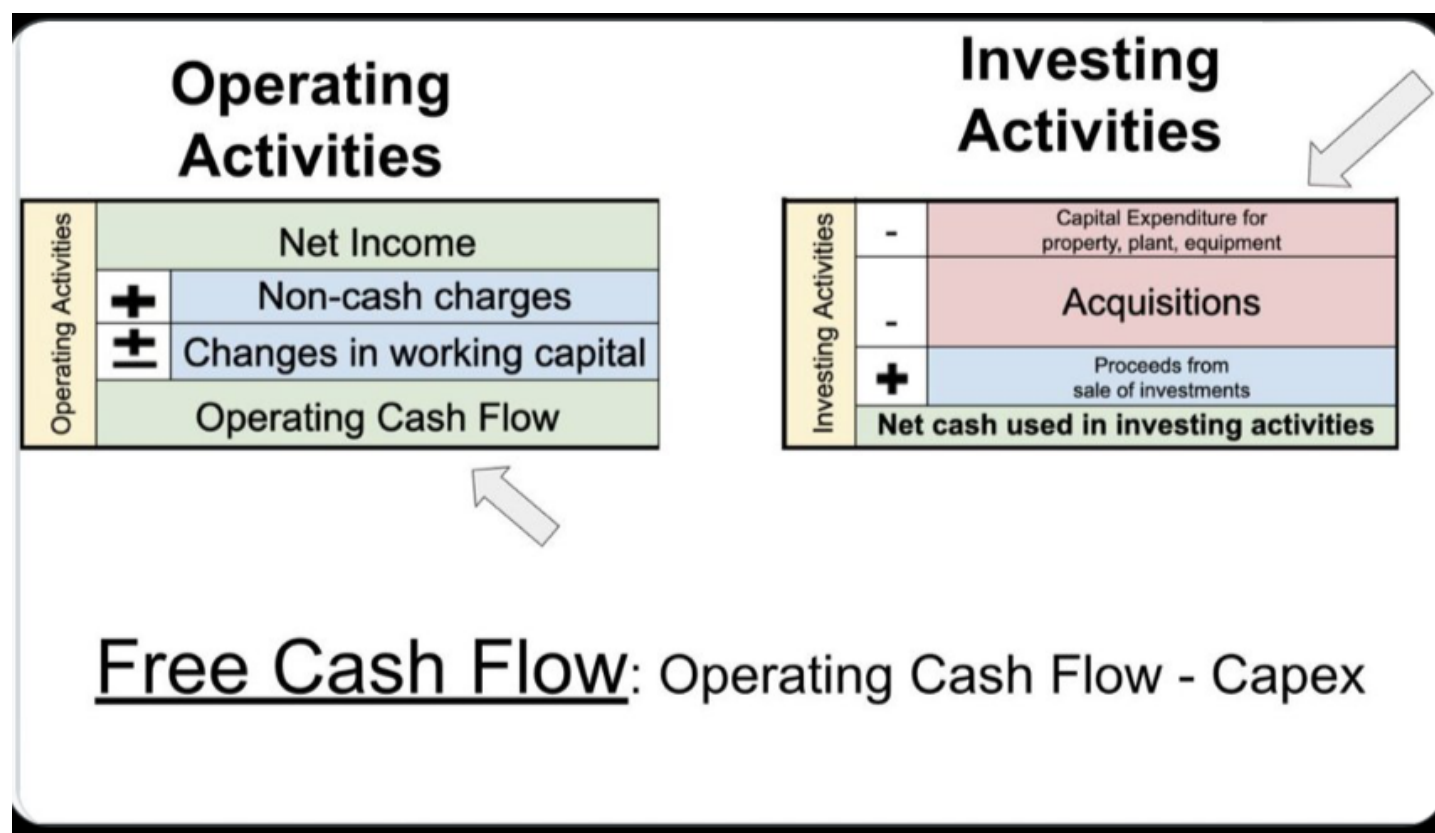 Operating
Activities
Operating Activities
Net Income
+ Non-cash charges
± Changes in working capital
Operating Cash Flow
Investing
Activities
Investing Activities
- Capital Expenditure for
property, plant, equipment
- Acquisitions
+ Proceeds from
sale of investments
Net cash used in investing activities
Free Cash Flow: Operating Cash Flow - Capex